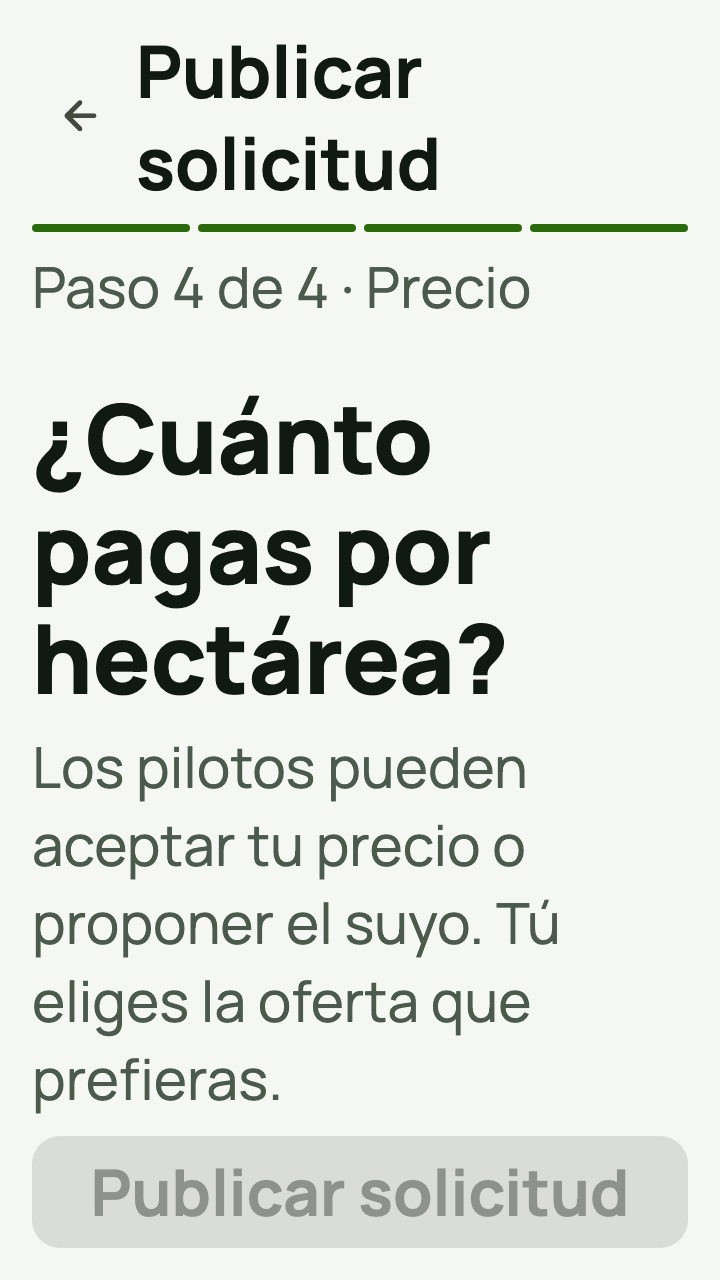 Publicar
solicitud
Paso 4 de 4 · Precio
¿Cuánto
pagas por
hectárea?
Los pilotos pueden
aceptar tu precio o
proponer el suyo. Tú
eliges la oferta que
prefieras.
Publicar solicitud